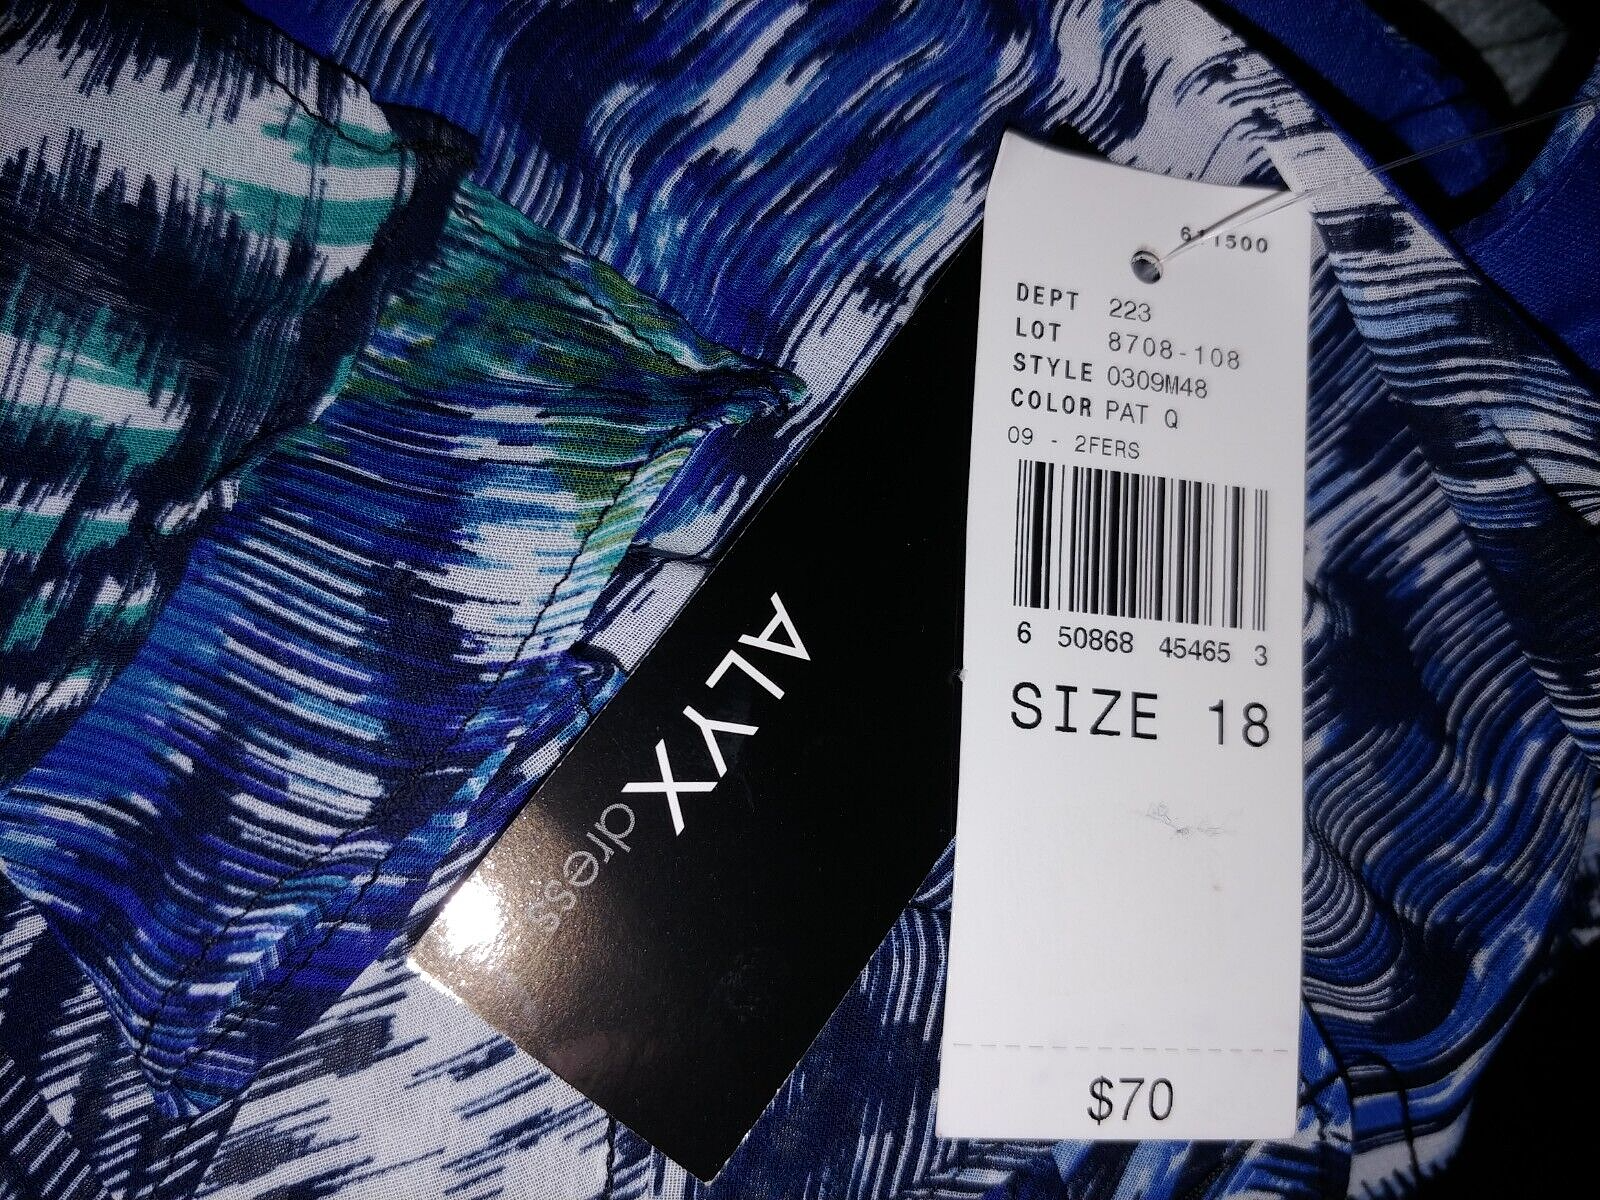 611500
DEPT 223
LOT 8708-108
STYLE 0309M48
COLOR PAT Q
09 - 2FERS
6 50868 45465 3
SIZE 18
$70
ALYX
dress